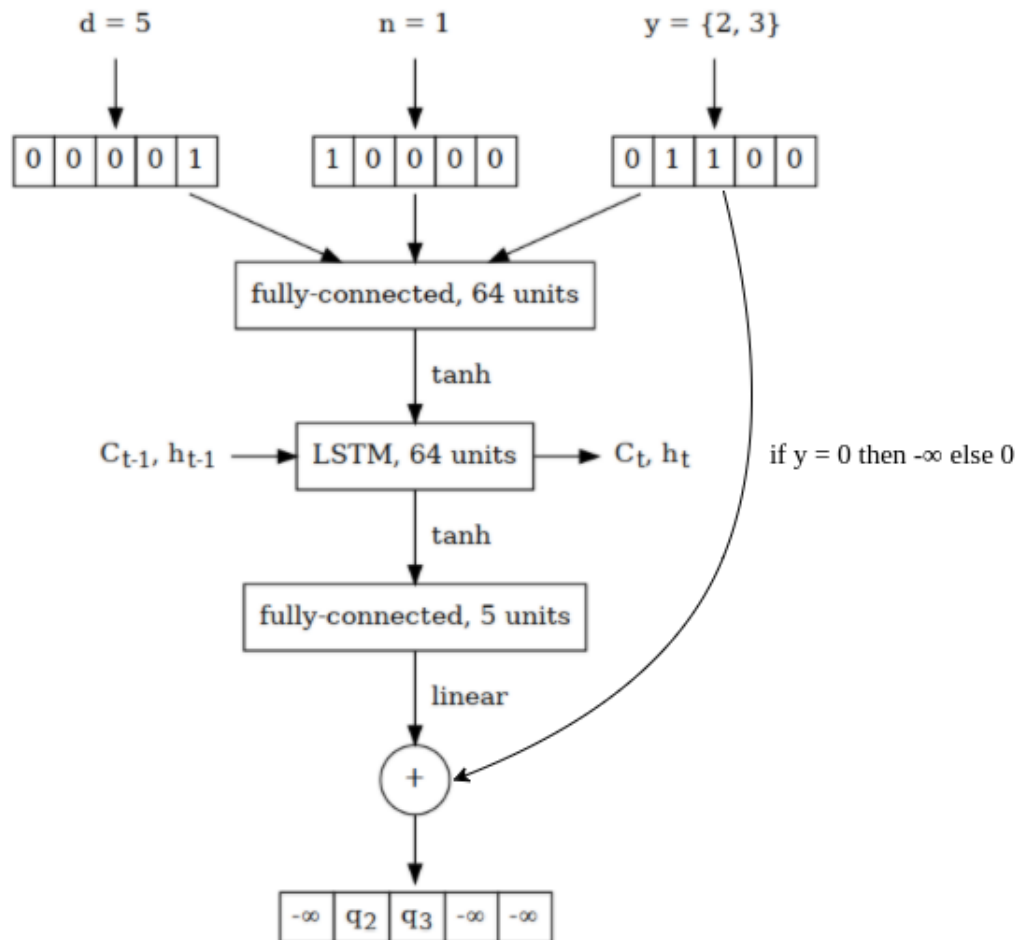 d = 5 n = 1 y = {2, 3}
0 0 0 0 1 1 0 0 0 0 0 1 1 0 0
fully-connected, 64 units
tanh
Ct-1, ht-1 LSTM, 64 units Ct, ht if y = 0 then -∞ else 0
tanh
fully-connected, 5 units
linear
+
-∞ q2 q3 -∞ -∞